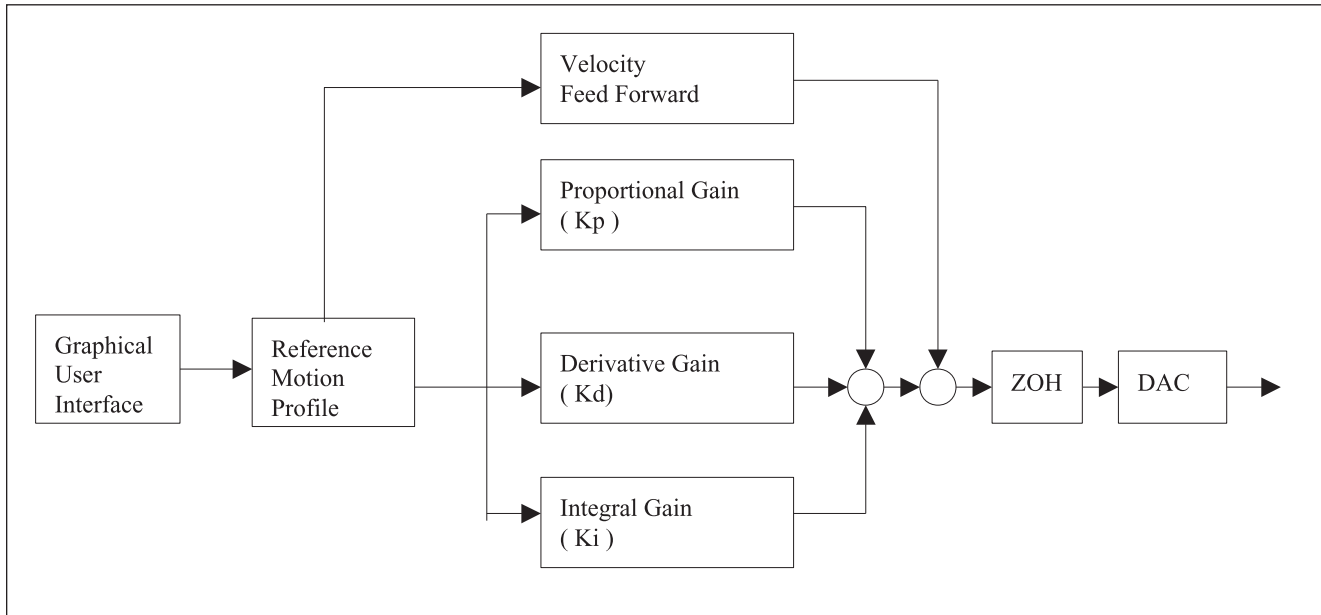 Velocity
Feed Forward
Proportional Gain
( Kp )
Graphical
User
Interface
Reference
Motion
Profile
Derivative Gain
( Kd)
ZOH
DAC
Integral Gain
( Ki )